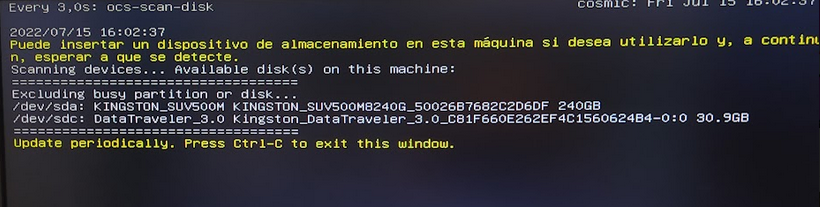 Every 3,0s: ocs-scan-disk
cosmic: Fri Jul 15 16:02:37
2022/07/15 16:02:37
Puede insertar un dispositivo de almacenamiento en esta máquina si desea utilizarlo y, a continu
n, esperar a que se detecte.
Scanning devices... Available disk(s) on this machine:
===================================
Excluding busy partition or disk...
/dev/sda: KINGSTON_SUV500M KINGSTON_SUV500M8240G_50026B7682C2D6DF 240GB
/dev/sdc: DataTraveler_3.0 Kingston_DataTraveler_3.0_C81F660E262EF4C1560624B4-0:0 30.9GB
===================================
Update periodically. Press Ctrl-C to exit this window.